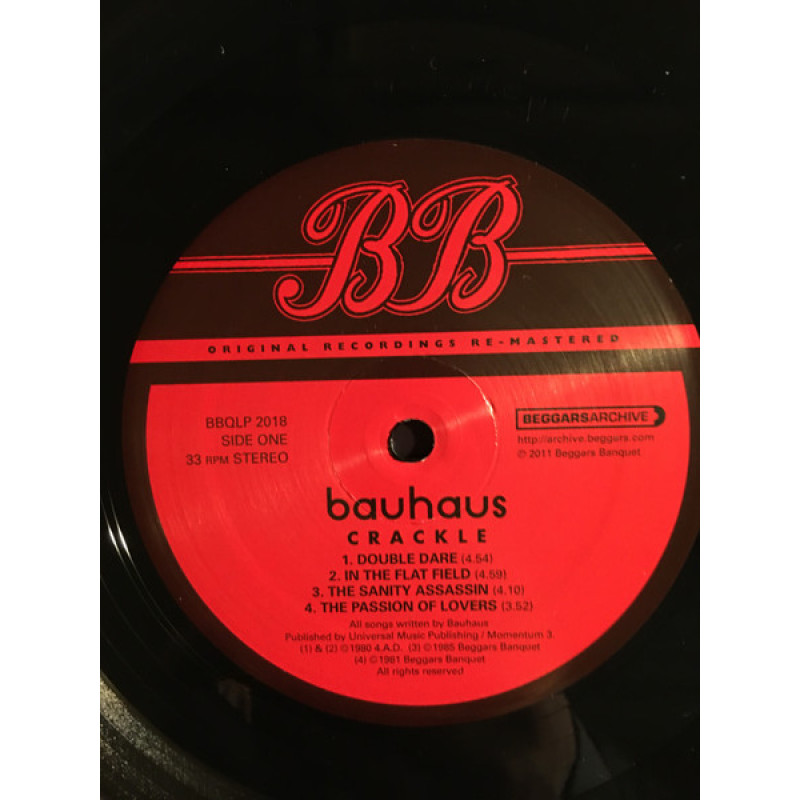 BB
ORIGINAL RECORDINGS RE-MASTERED
BBQLP 2018
SIDE ONE
33 RPM STEREO
BEGGARSARCHIVE
http://archive.beggars.com
℗ 2011 Beggars Banquet
bauhaus
CRACKLE
1. DOUBLE DARE (4.54)
2. IN THE FLAT FIELD (4.59)
3. THE SANITY ASSASSIN (4.10)
4. THE PASSION OF LOVERS (3.52)
All songs written by Bauhaus
Published by Universal Music Publishing / Momentum 3.
(1) & (2) ©1980 4.A.D. (3) ©1985 Beggars Banquet
(4) ©1981 Beggars Banquet
All rights reserved